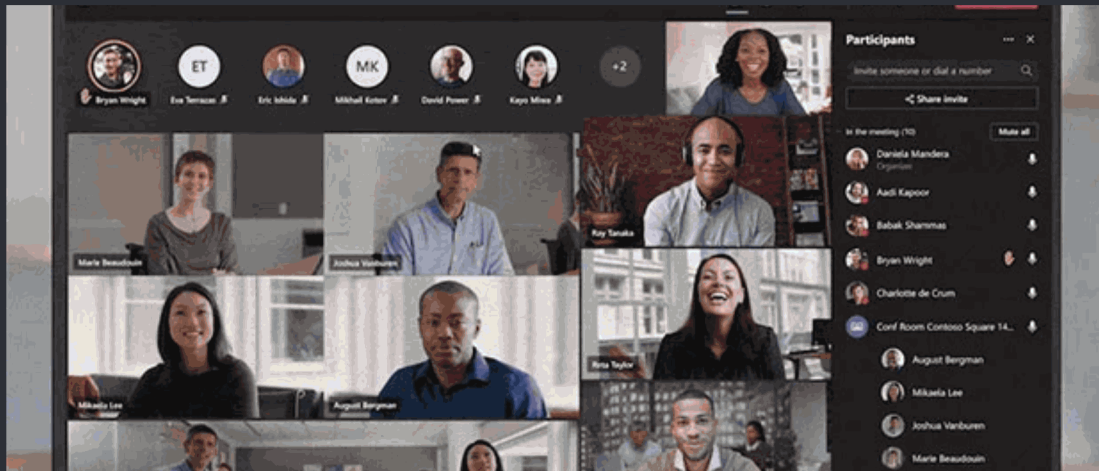 ET
MK
+2
Bryan Wright
Eva Terrazas
Eric Ishida
Mikhail Kotov
David Power
Kayo Miwa
Marie Beaudouin
Joshua Vanburen
Ray Tanaka
Mikaela Lee
August Bergman
Reta Taylor
Participants
Invite someone or dial a number
Share invite
In the meeting (10)
Mute all
Daniela Mandera
Organizer
Aadi Kapoor
Babak Shammas
Bryan Wright
Charlotte de Crum
Conf Room Contoso Square 14...
August Bergman
Mikaela Lee
Joshua Vanburen
Marie Beaudouin